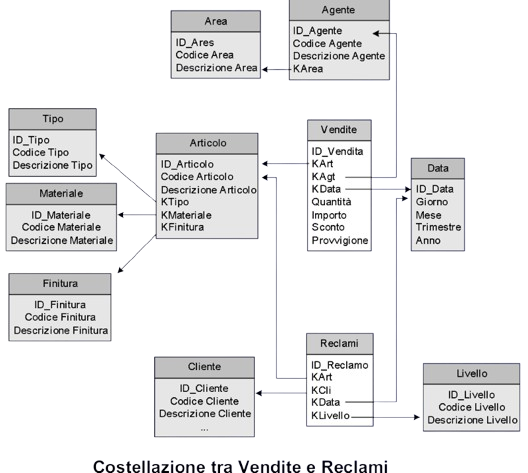 Area
ID_Ares
Codice Area
Descrizione Area
Agente
ID_Agente
Codice Agente
Descrizione Agente
KArea
Tipo
ID_Tipo
Codice Tipo
Descrizione Tipo
Articolo
ID_Articolo
Codice Articolo
Descrizione Articolo
KTipo
KMateriale
KFinitura
Vendite
ID_Vendita
KArt
KAgt
KData
Quantità
Importo
Sconto
Provvigione
Data
ID_Data
Giorno
Mese
Trimestre
Anno
Materiale
ID_Materiale
Codice Materiale
Descrizione Materiale
Finitura
ID_Finitura
Codice Finitura
Descrizione Finitura
Cliente
ID_Cliente
Codice Cliente
Descrizione Cliente
...
Reclami
ID_Reclamo
KArt
KCli
KData
KLivello
Livello
ID_Livello
Codice Livello
Descrizione Livello
Costellazione tra Vendite e Reclami